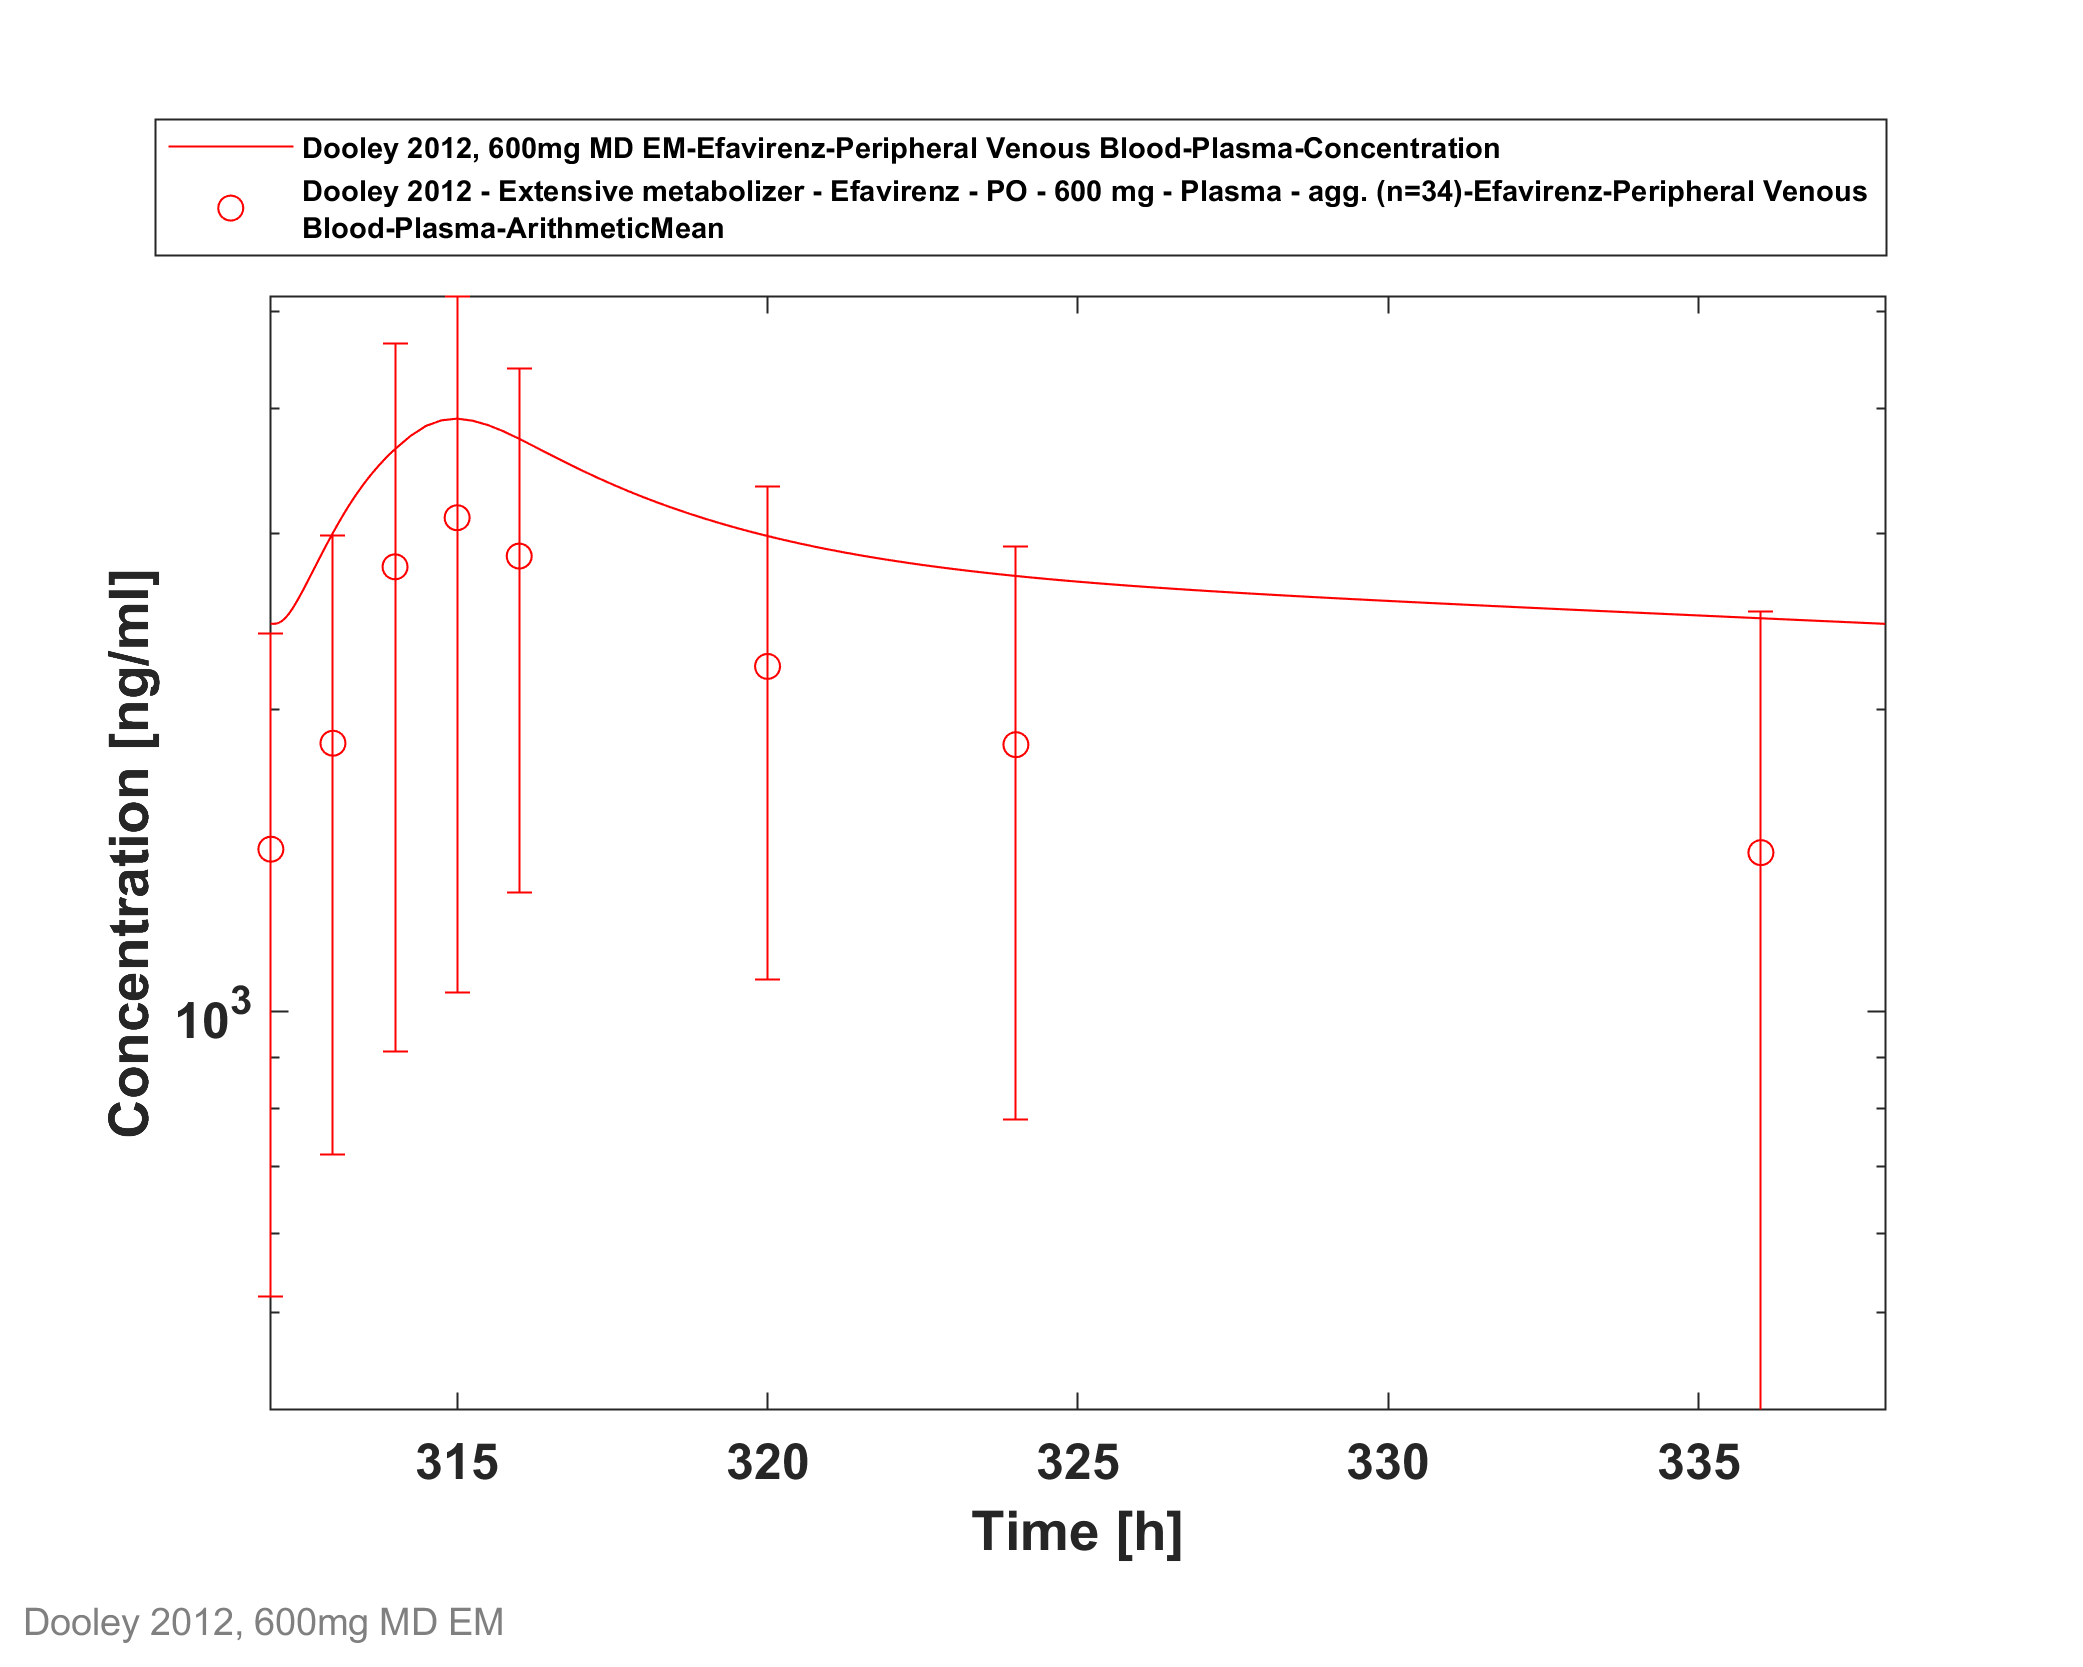 Dooley 2012, 600mg MD EM-Efavirenz-Peripheral Venous Blood-Plasma-Concentration
Dooley 2012 - Extensive metabolizer - Efavirenz - PO - 600 mg - Plasma - agg. (n=34)-Efavirenz-Peripheral Venous
Blood-Plasma-ArithmeticMean
Concentration [ng/ml]
10^3
315 320 325 330 335
Time [h]
Dooley 2012, 600mg MD EM